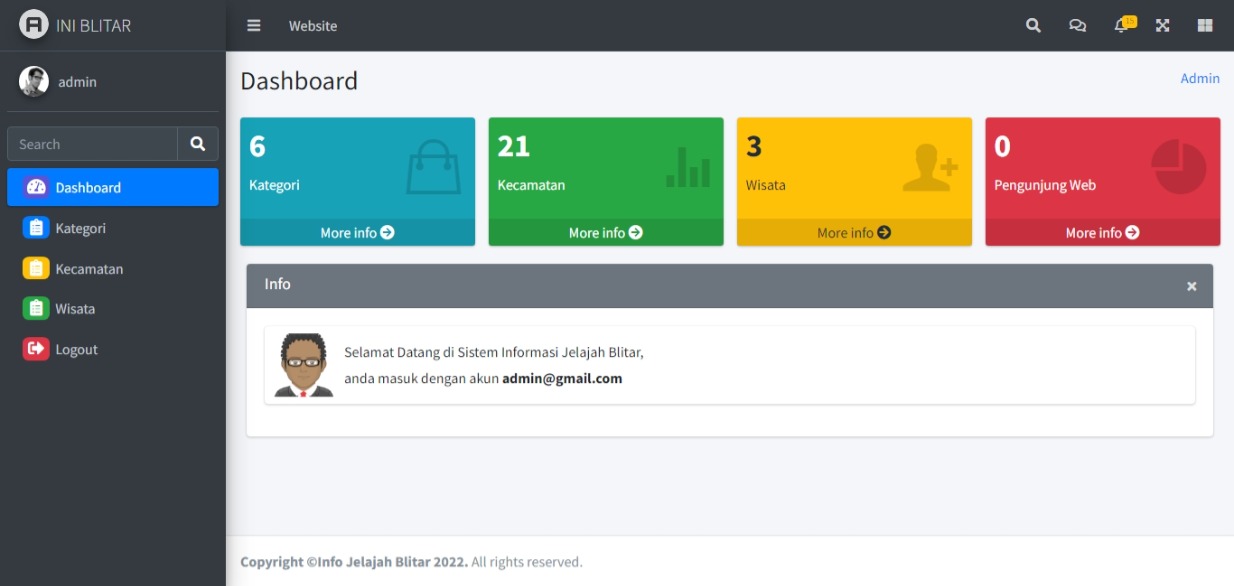 INI BLITAR
Website
15
admin
Search
Dashboard
Kategori
Kecamatan
Wisata
Logout
Dashboard
Admin
6
Kategori
More info
21
Kecamatan
More info
3
Wisata
More info
0
Pengunjung Web
More info
Info
×
Selamat Datang di Sistem Informasi Jelajah Blitar,
anda masuk dengan akun admin@gmail.com
Copyright ©Info Jelajah Blitar 2022. All rights reserved.